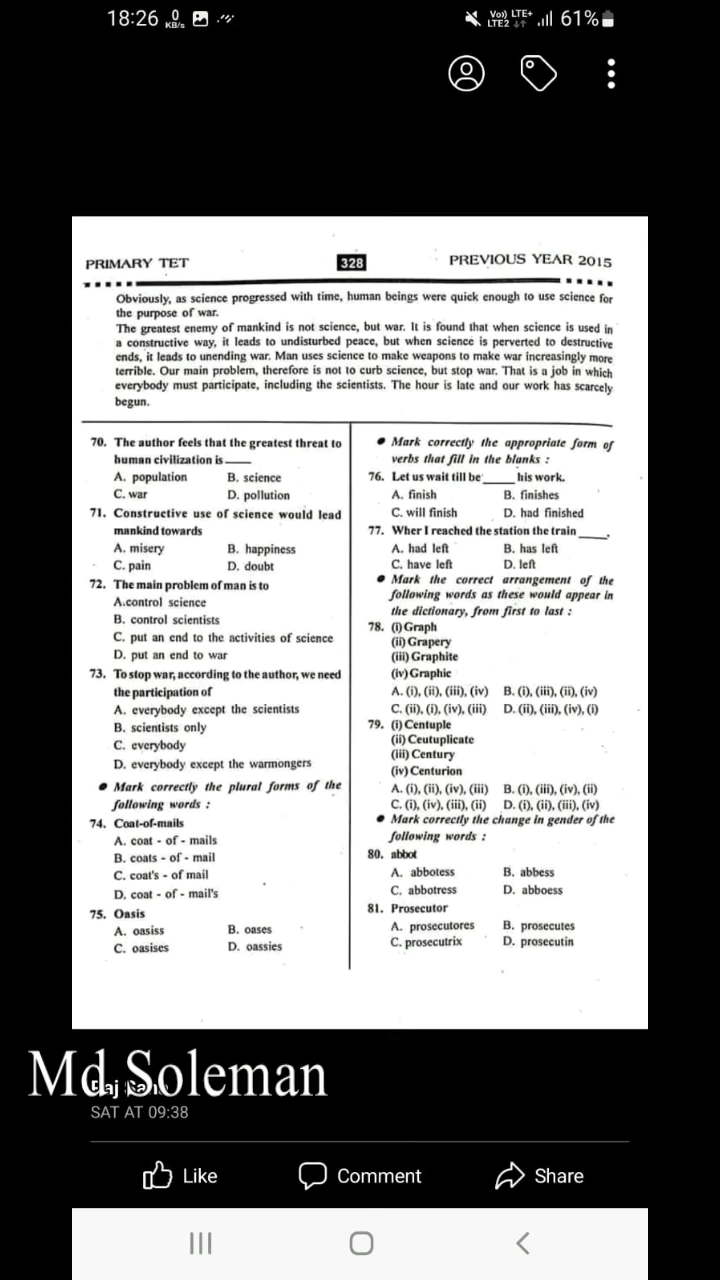 18:26 0 KB/s Vo)) LTE+ LTE2 61%
PRIMARY TET 328 PREVIOUS YEAR 2015
Obviously, as science progressed with time, human beings were quick enough to use science for
the purpose of war.
The greatest enemy of mankind is not science, but war. It is found that when science is used in
a constructive way, it leads to undisturbed peace, but when science is perverted to destructive
ends, it leads to unending war. Man uses science to make weapons to make war increasingly more
terrible. Our main problem, therefore is not to curb science, but stop war. That is a job in which
everybody must participate, including the scientists. The hour is late and our work has scarcely
begun.
70. The author feels that the greatest threat to
human civilization is ____
A. population B. science
C. war D. pollution
71. Constructive use of science would lead
mankind towards
A. misery B. happiness
C. pain D. doubt
72. The main problem of man is to
A.control science
B. control scientists
C. put an end to the activities of science
D. put an end to war
73. To stop war, according to the author, we need
the participation of
A. everybody except the scientists
B. scientists only
C. everybody
D. everybody except the warmongers
● Mark correctly the plural forms of the
following words :
74. Coat-of-mails
A. coat - of - mails
B. coats - of - mail
C. coat's - of mail
D. coat - of - mail's
75. Oasis
A. oasiss B. oases
C. oasises D. oassies
● Mark correctly the appropriate form of
verbs that fill in the blanks :
76. Let us wait till be ____ his work.
A. finish B. finishes
C. will finish D. had finished
77. Wher I reached the station the train ____.
A. had left B. has left
C. have left D. left
● Mark the correct arrangement of the
following words as these would appear in
the dictionary, from first to last :
78. (i) Graph
(ii) Grapery
(iii) Graphite
(iv) Graphic
A. (i), (ii), (iii), (iv) B. (i), (iii), (ii), (iv)
C. (ii), (i), (iv), (iii) D. (ii), (iii), (iv), (i)
79. (i) Centuple
(ii) Ceutuplicate
(iii) Century
(iv) Centurion
A. (i), (ii), (iv), (iii) B. (i), (iii), (iv), (ii)
C. (i), (iv), (iii), (ii) D. (i), (ii), (iii), (iv)
● Mark correctly the change in gender of the
following words :
80. abbot
A. abbotess B. abbess
C. abbotress D. abboess
81. Prosecutor
A. prosecutores B. prosecutes
C. prosecutrix D. prosecutin
Md Soleman
SAT AT 09:38
Like Comment Share